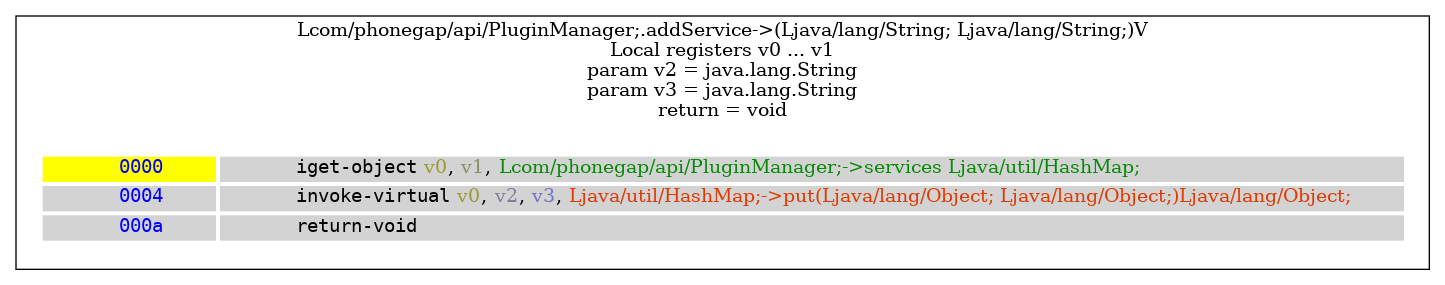 Lcom/phonegap/api/PluginManager;.addService->(Ljava/lang/String; Ljava/lang/String;)V
Local registers v0 ... v1
param v2 = java.lang.String
param v3 = java.lang.String
return = void
0000 iget-object v0, v1, Lcom/phonegap/api/PluginManager;->services Ljava/util/HashMap;
0004 invoke-virtual v0, v2, v3, Ljava/util/HashMap;->put(Ljava/lang/Object; Ljava/lang/Object;)Ljava/lang/Object;
000a return-void